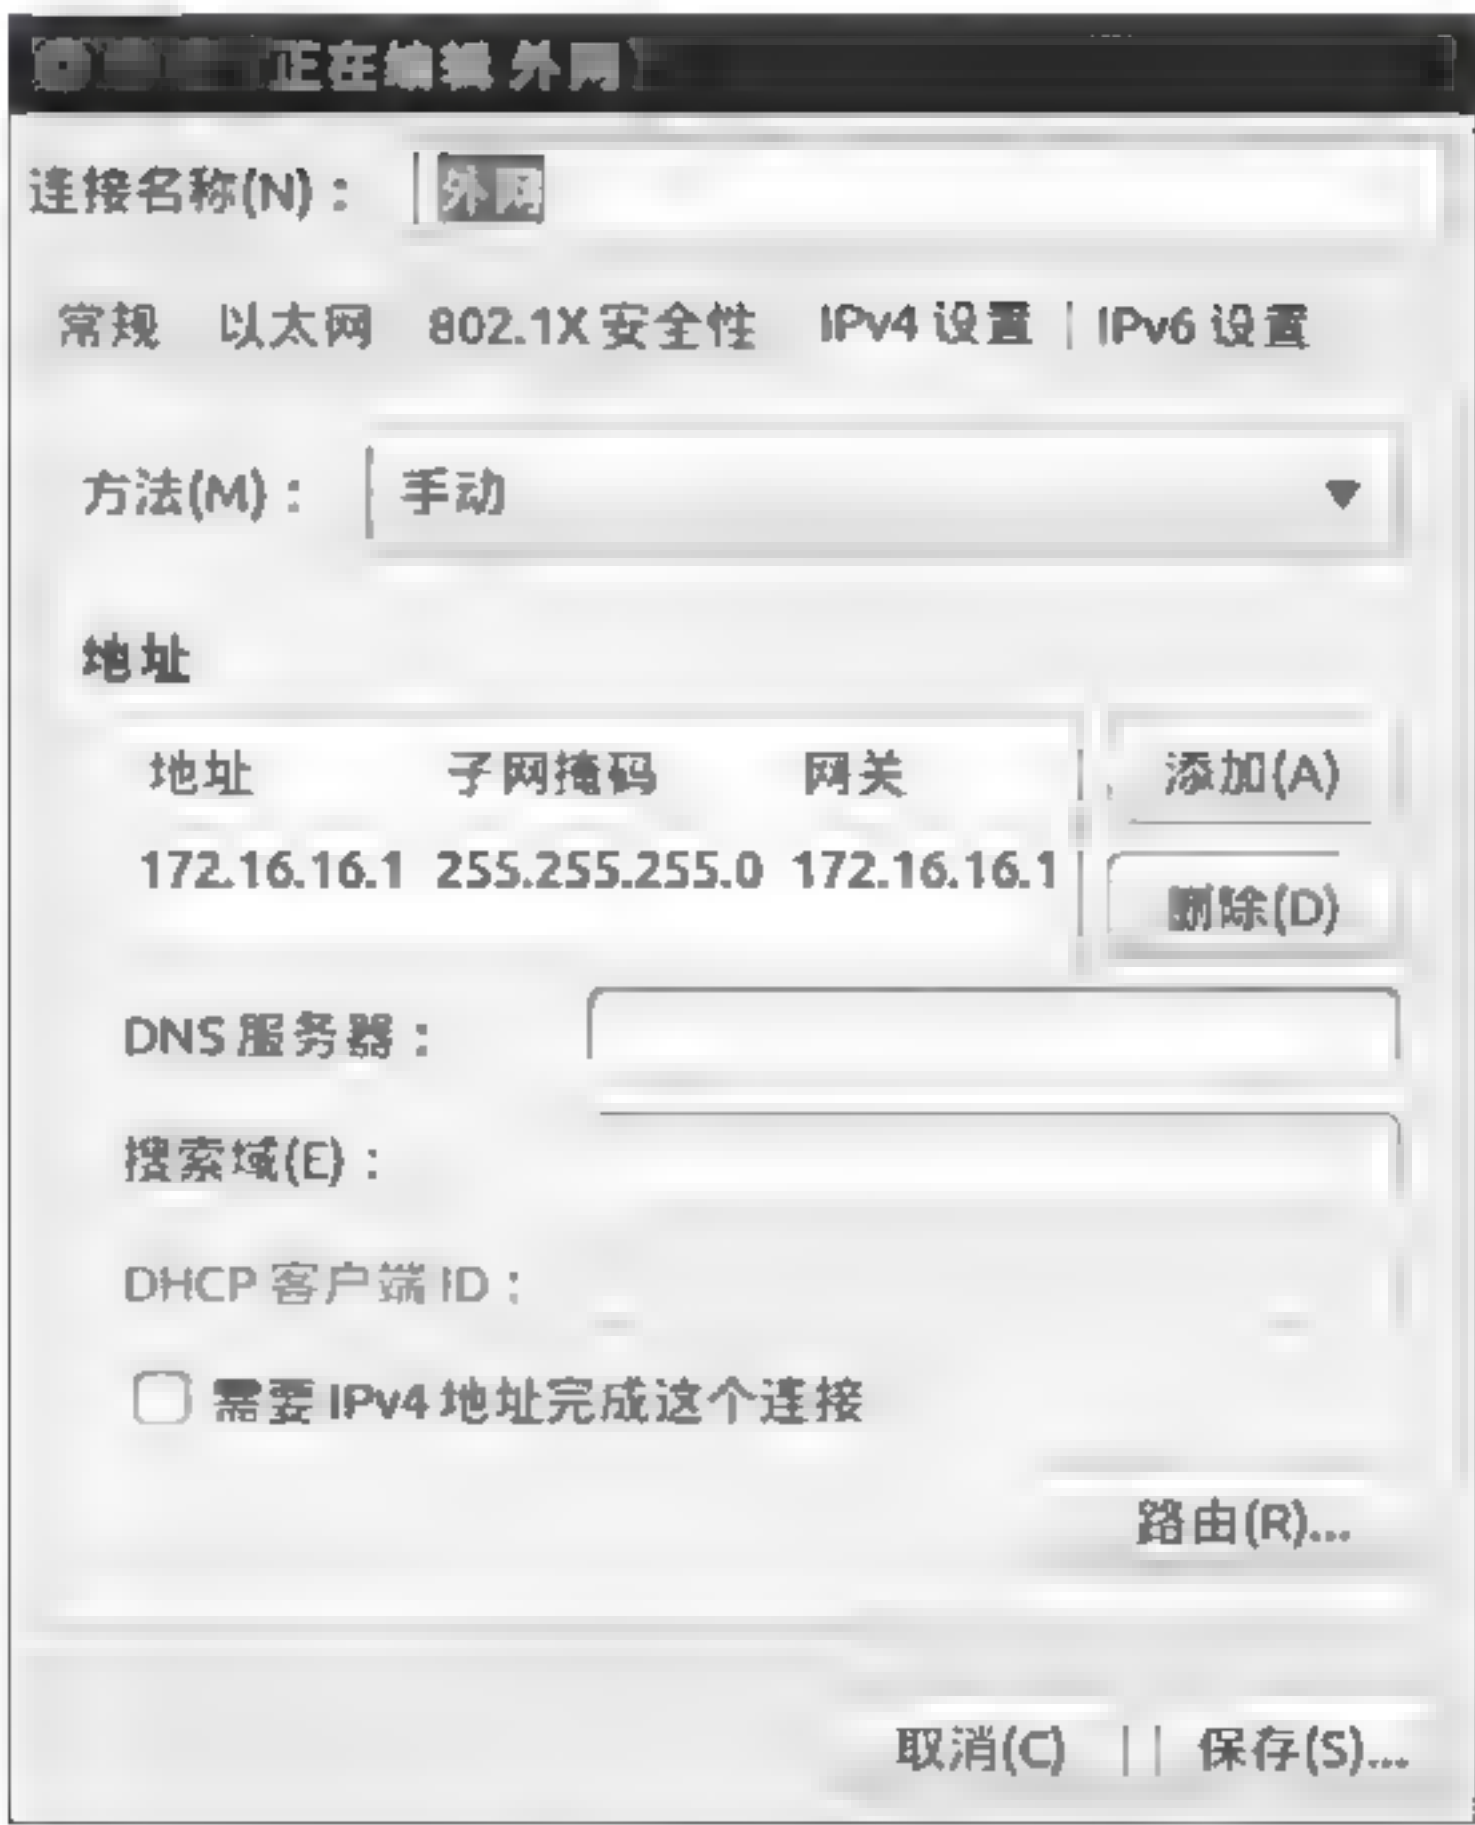 正在编辑 外网
连接名称(N)： 外网
常规 以太网 802.1X 安全性 IPv4 设置 IPv6 设置
方法(M)： 手动
地址
地址 子网掩码 网关 添加(A)
172.16.16.1 255.255.255.0 172.16.16.1
删除(D)
DNS 服务器：
搜索域(E)：
DHCP 客户端 ID：
需要 IPv4 地址完成这个连接
路由(R)...
取消(C) 保存(S)...